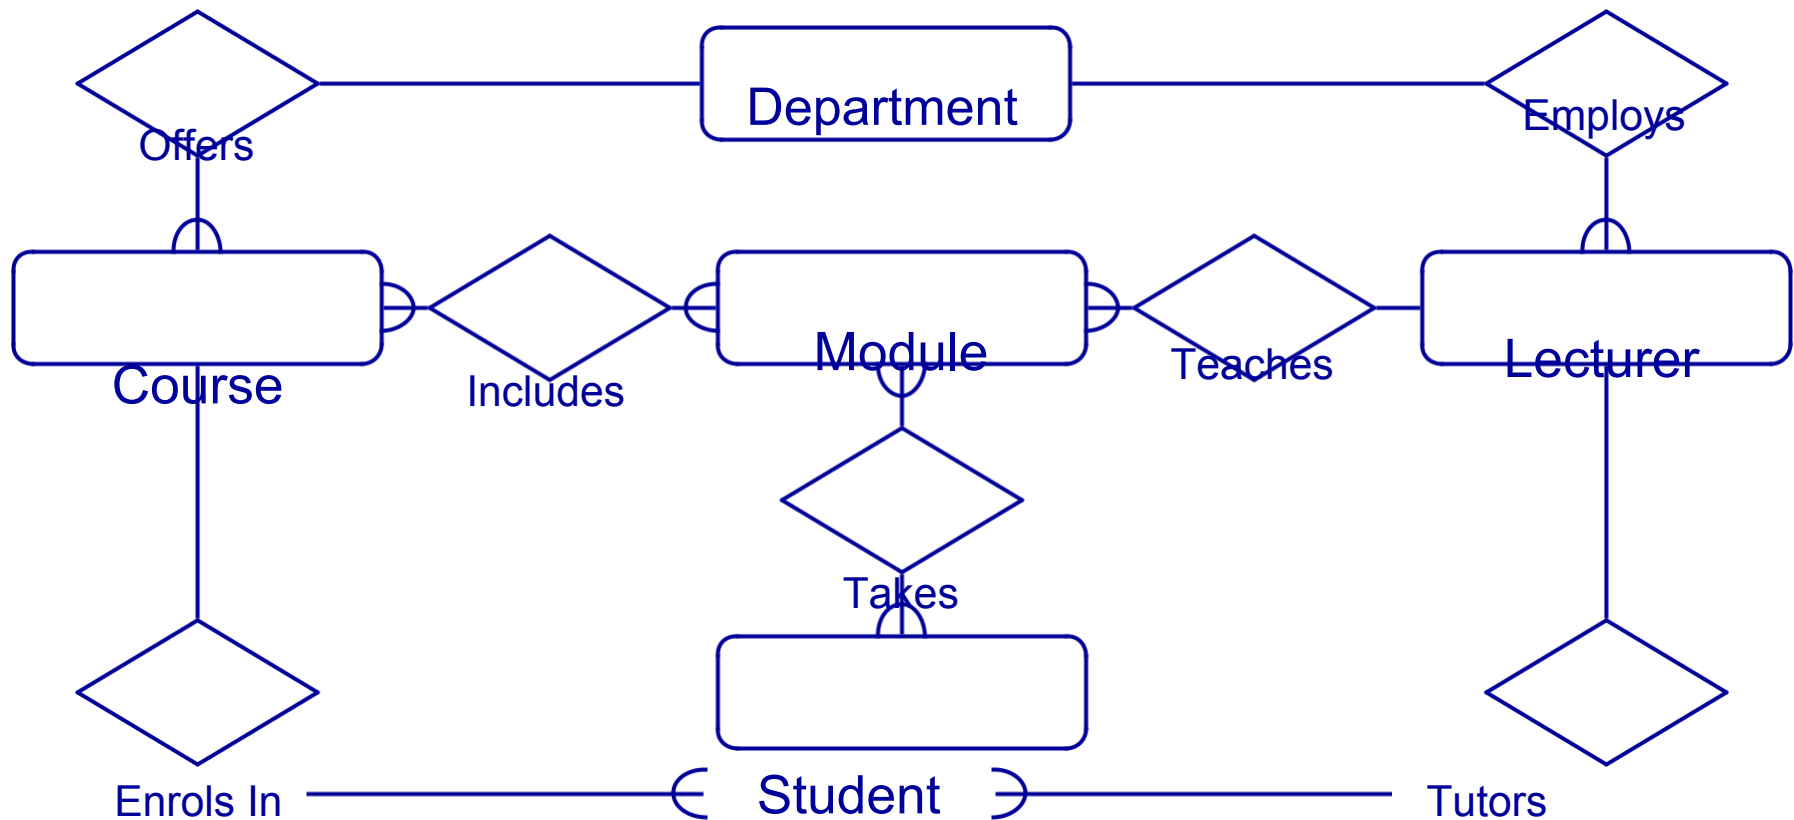 Department
Offers
Employs
Course
Includes
Module
Teaches
Lecturer
Takes
Enrols In
Student
Tutors